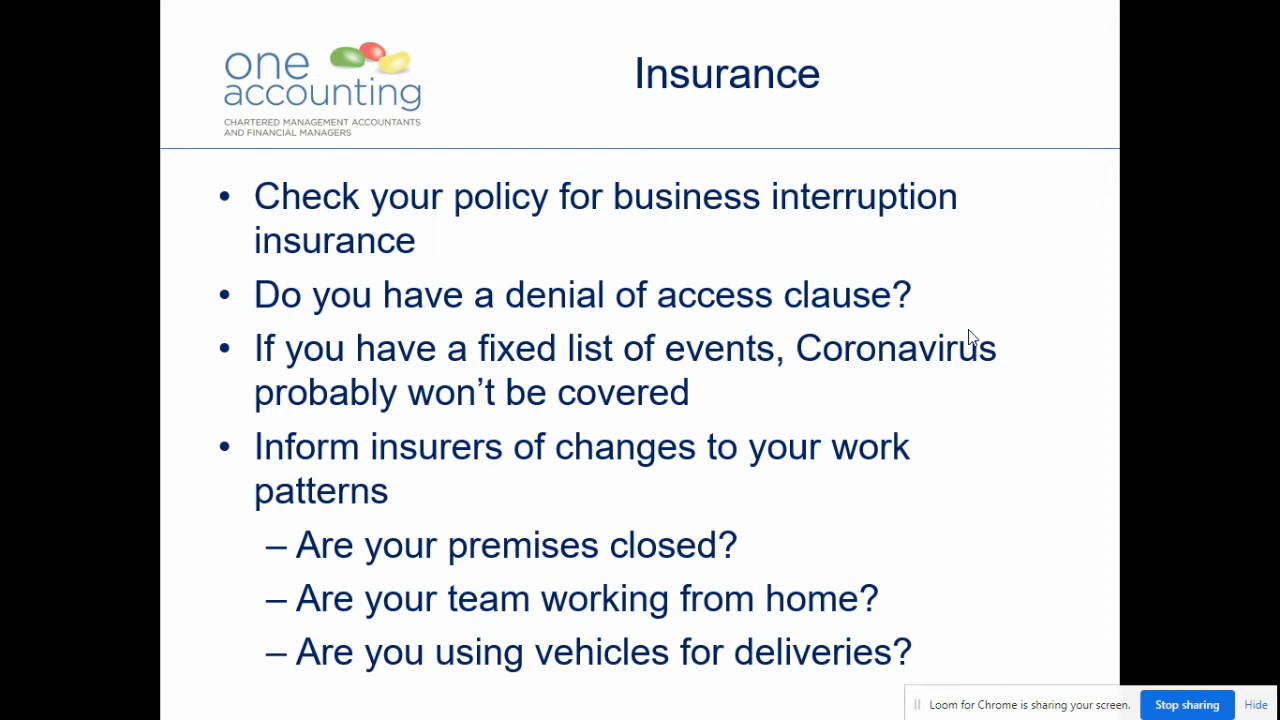 one
accounting
CHARTERED MANAGEMENT ACCOUNTANTS
AND FINANCIAL MANAGERS
Insurance
• Check your policy for business interruption
insurance
• Do you have a denial of access clause?
• If you have a fixed list of events, Coronavirus
probably won’t be covered
• Inform insurers of changes to your work
patterns
– Are your premises closed?
– Are your team working from home?
– Are you using vehicles for deliveries?
Loom for Chrome is sharing your screen. Stop sharing Hide